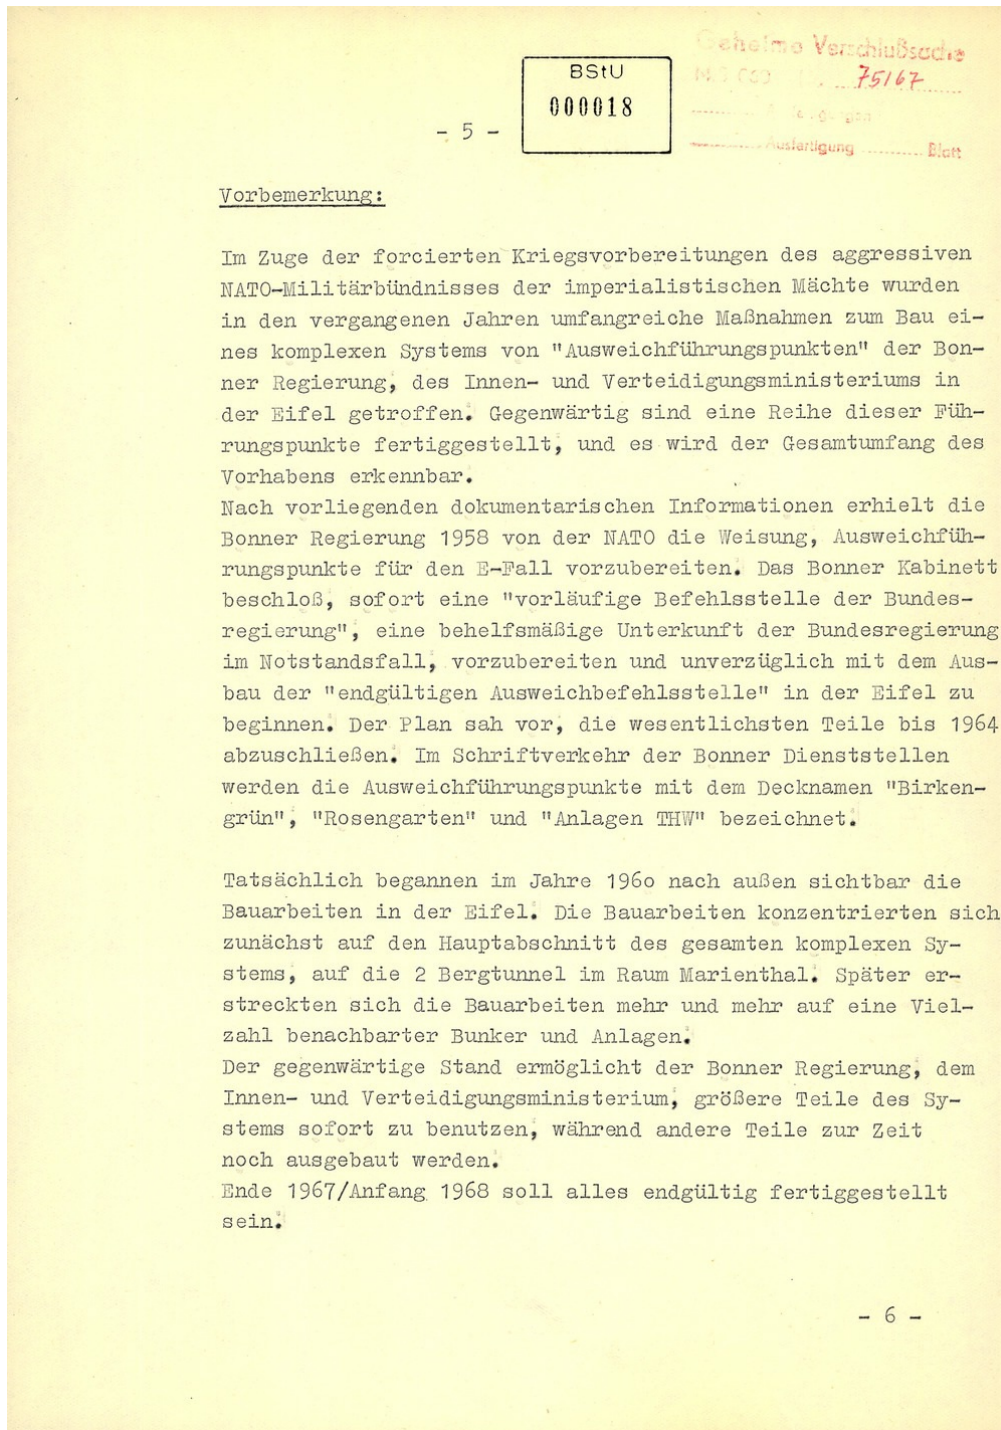 Geheime Verschlußsache
75/67
BStU
000018
- 5 -
Ausfertigung Blatt
Vorbemerkung:
Im Zuge der forcierten Kriegsvorbereitungen des aggressiven
NATO-Militärbündnisses der imperialistischen Mächte wurden
in den vergangenen Jahren umfangreiche Maßnahmen zum Bau ei-
nes komplexen Systems von "Ausweichführungspunkten" der Bon-
ner Regierung, des Innen- und Verteidigungsministeriums in
der Eifel getroffen. Gegenwärtig sind eine Reihe dieser Füh-
rungspunkte fertiggestellt, und es wird der Gesamtumfang des
Vorhabens erkennbar.
Nach vorliegenden dokumentarischen Informationen erhielt die
Bonner Regierung 1958 von der NATO die Weisung, Ausweichfüh-
rungspunkte für den E-Fall vorzubereiten. Das Bonner Kabinett
beschloß, sofort eine "vorläufige Befehlsstelle der Bundes-
regierung", eine behelfsmäßige Unterkunft der Bundesregierung
im Notstandsfall, vorzubereiten und unverzüglich mit dem Aus-
bau der "endgültigen Ausweichbefehlsstelle" in der Eifel zu
beginnen. Der Plan sah vor, die wesentlichsten Teile bis 1964
abzuschließen. Im Schriftverkehr der Bonner Dienststellen
werden die Ausweichführungspunkte mit dem Decknamen "Birken-
grün", "Rosengarten" und "Anlagen THW" bezeichnet.
Tatsächlich begannen im Jahre 196o nach außen sichtbar die
Bauarbeiten in der Eifel. Die Bauarbeiten konzentrierten sich
zunächst auf den Hauptabschnitt des gesamten komplexen Sy-
stems, auf die 2 Bergtunnel im Raum Marienthal. Später er-
streckten sich die Bauarbeiten mehr und mehr auf eine Viel-
zahl benachbarter Bunker und Anlagen.
Der gegenwärtige Stand ermöglicht der Bonner Regierung, dem
Innen- und Verteidigungsministerium, größere Teile des Sy-
stems sofort zu benutzen, während andere Teile zur Zeit
noch ausgebaut werden.
Ende 1967/Anfang 1968 soll alles endgültig fertiggestellt
sein.
- 6 -